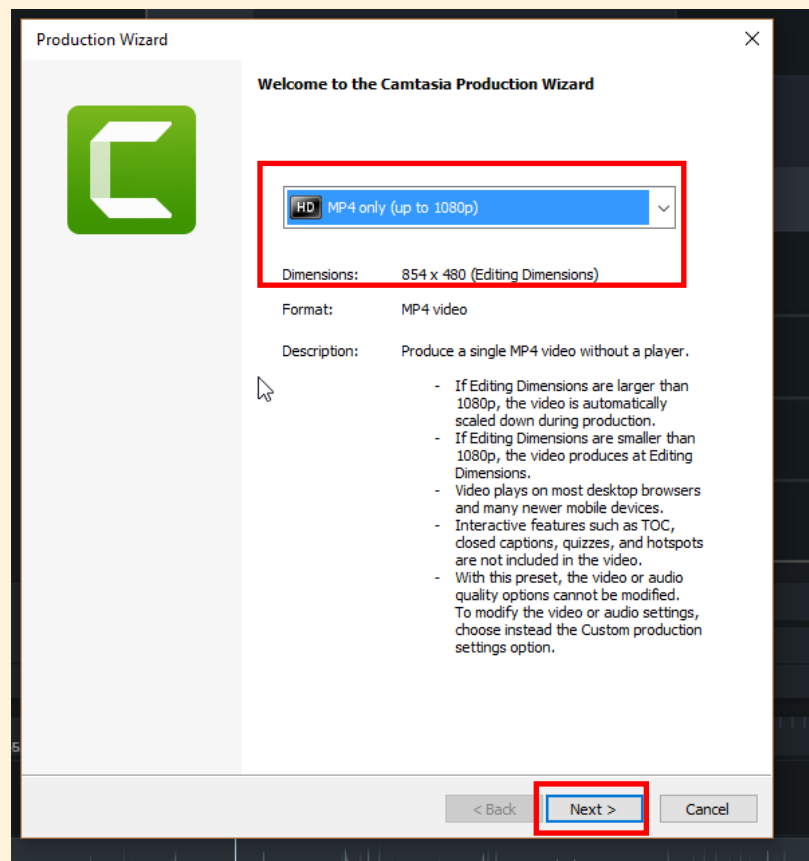 Production Wizard
Welcome to the Camtasia Production Wizard
HD MP4 only (up to 1080p)
Dimensions: 854 x 480 (Editing Dimensions)
Format: MP4 video
Description: Produce a single MP4 video without a player.
- If Editing Dimensions are larger than
1080p, the video is automatically
scaled down during production.
- If Editing Dimensions are smaller than
1080p, the video produces at Editing
Dimensions.
- Video plays on most desktop browsers
and many newer mobile devices.
- Interactive features such as TOC,
closed captions, quizzes, and hotspots
are not included in the video.
- With this preset, the video or audio
quality options cannot be modified.
To modify the video or audio settings,
choose instead the Custom production
settings option.
5
< Back Next > Cancel